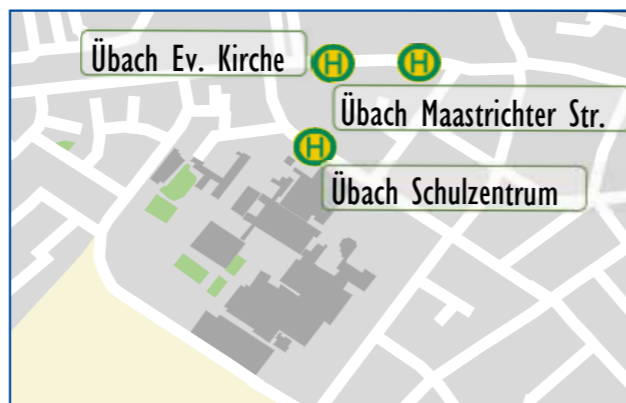 Übach Ev. Kirche
H
H
Übach Maastrichter Str.
H
Übach Schulzentrum